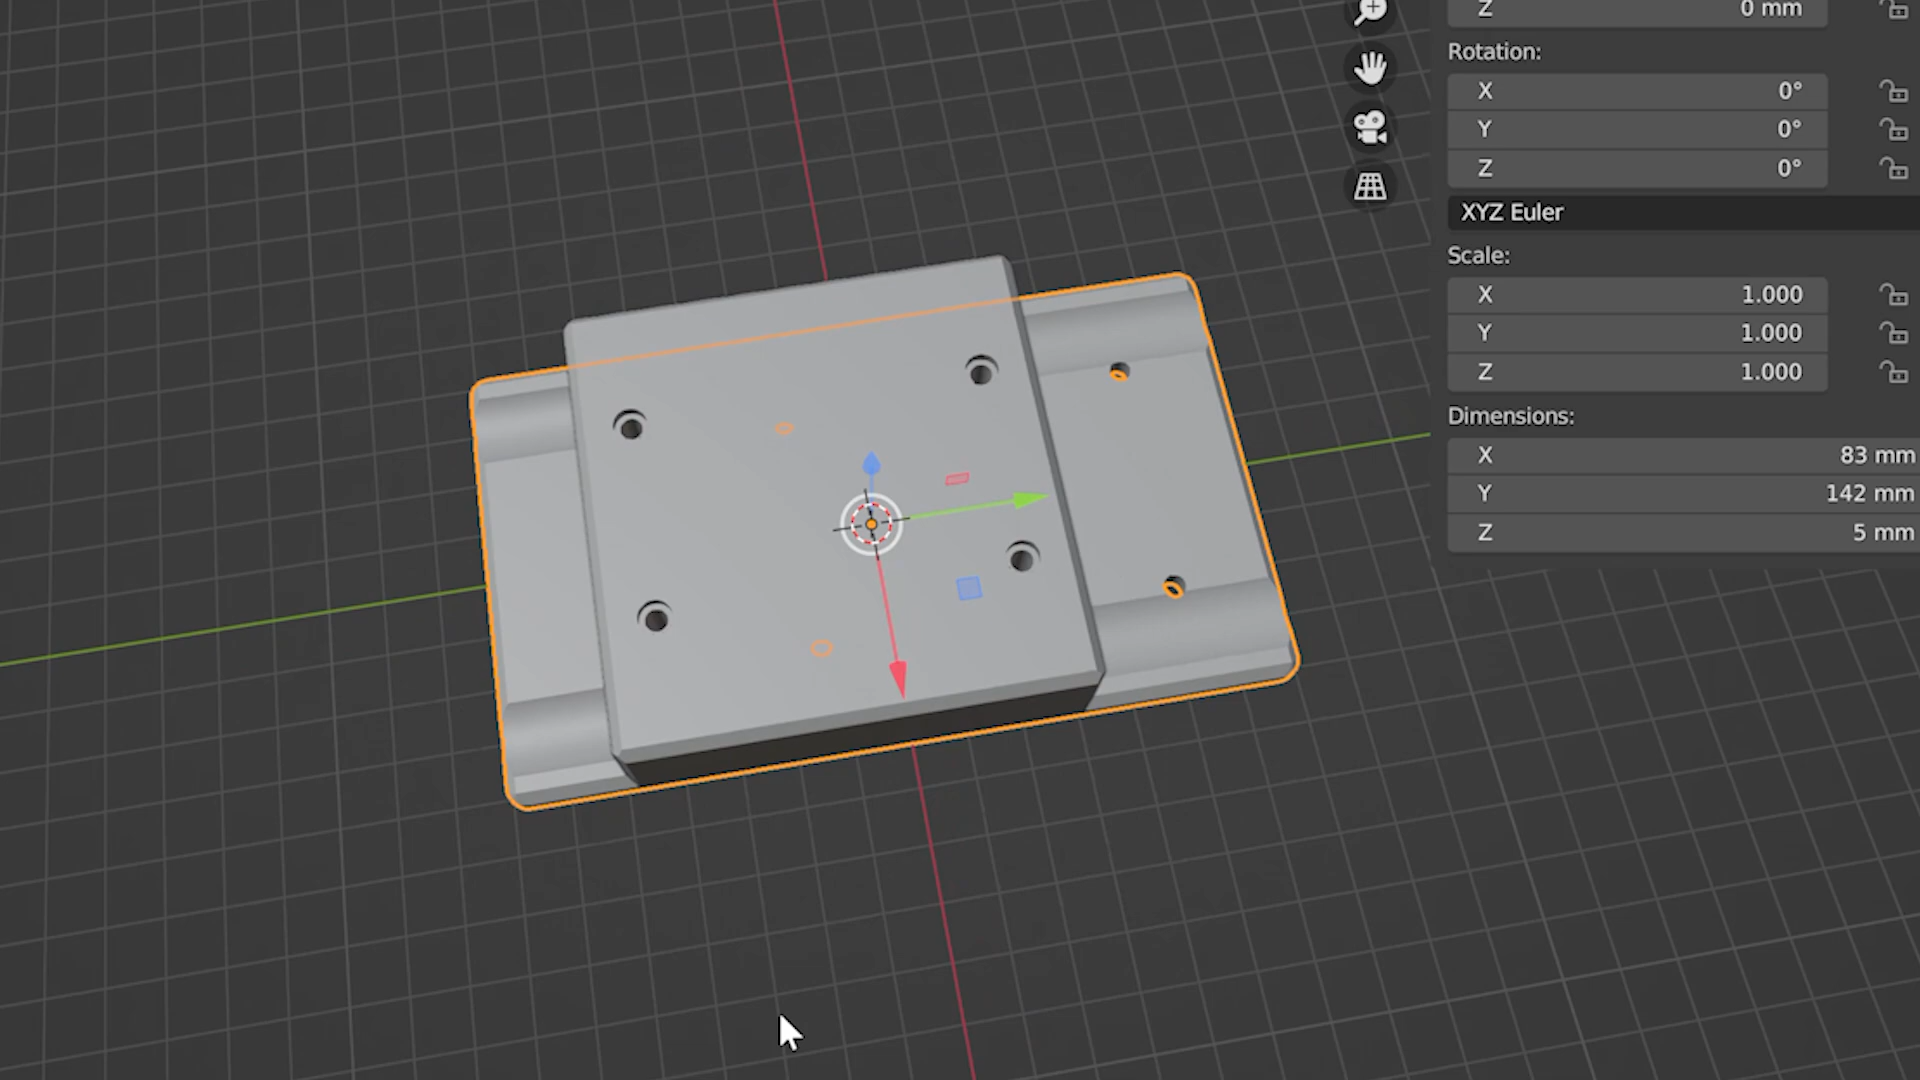 Z 0 mm
Rotation:
X 0°
Y 0°
Z 0°
XYZ Euler
Scale:
X 1.000
Y 1.000
Z 1.000
Dimensions:
X 83 mm
Y 142 mm
Z 5 mm